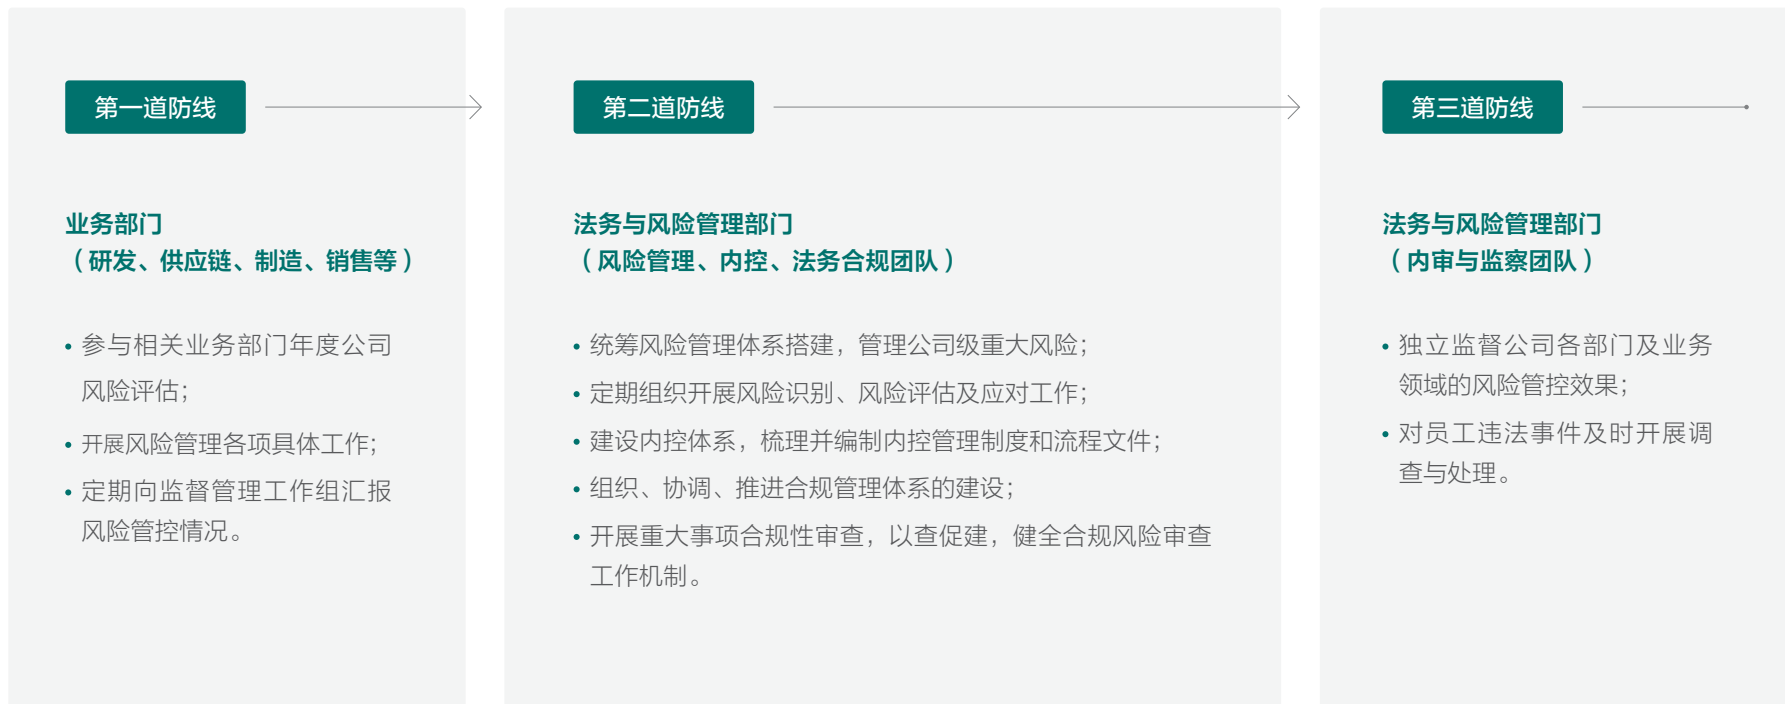 第一道防线
业务部门
（研发、供应链、制造、销售等）
• 参与相关业务部门年度公司
风险评估；
• 开展风险管理各项具体工作；
• 定期向监督管理工作组汇报
风险管控情况。
第二道防线
法务与风险管理部门
（风险管理、内控、法务合规团队）
• 统筹风险管理体系搭建，管理公司级重大风险；
• 定期组织开展风险识别、风险评估及应对工作；
• 建设内控体系，梳理并编制内控管理制度和流程文件；
• 组织、协调、推进合规管理体系的建设；
• 开展重大事项合规性审查，以查促建，健全合规风险审查
工作机制。
第三道防线
法务与风险管理部门
（内审与监察团队）
• 独立监督公司各部门及业务
领域的风险管控效果；
• 对员工违法事件及时开展调
查与处理。